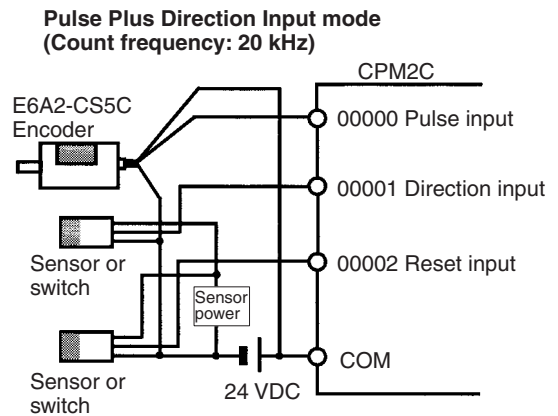 Pulse Plus Direction Input mode
(Count frequency: 20 kHz)
CPM2C
E6A2-CS5C
Encoder
00000 Pulse input
00001 Direction input
Sensor or
switch
00002 Reset input
Sensor
power
COM
24 VDC
Sensor or
switch